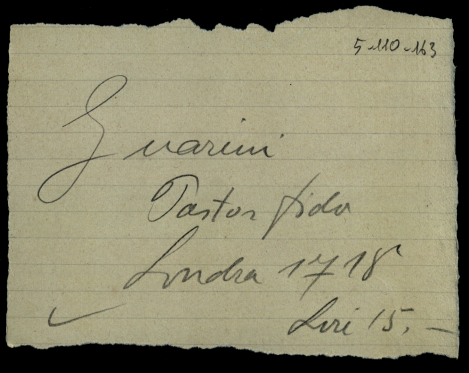 5-110-163
Guarini
Pastor fido
Londra 1718
Lire 15.-